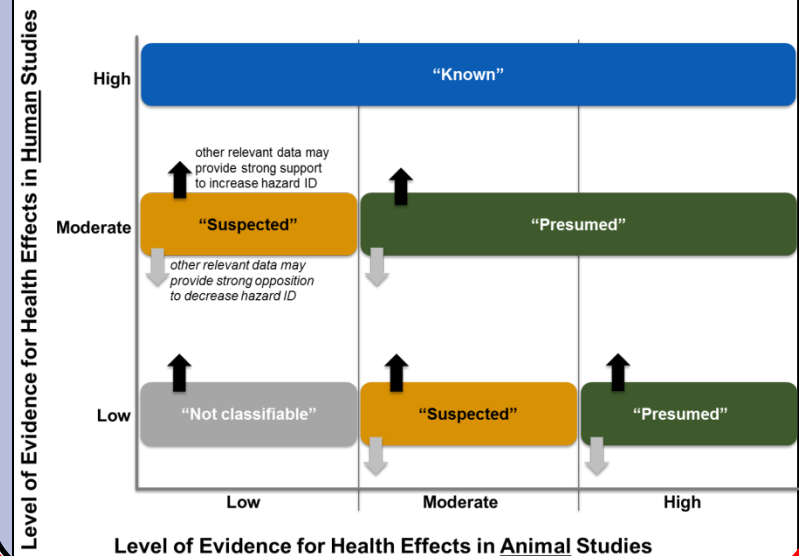 Level of Evidence for Health Effects in Human Studies
High
“Known”
other relevant data may
provide strong support
to increase hazard ID
Moderate
“Suspected”
“Presumed”
other relevant data may
provide strong opposition
to decrease hazard ID
Low
“Not classifiable”
“Suspected”
“Presumed”
Low
Moderate
High
Level of Evidence for Health Effects in Animal Studies